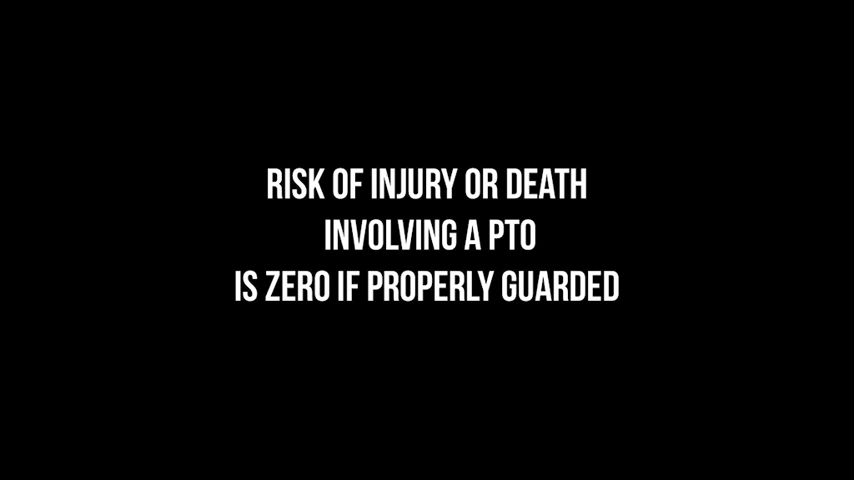 RISK OF INJURY OR DEATH
INVOLVING A PTO
IS ZERO IF PROPERLY GUARDED